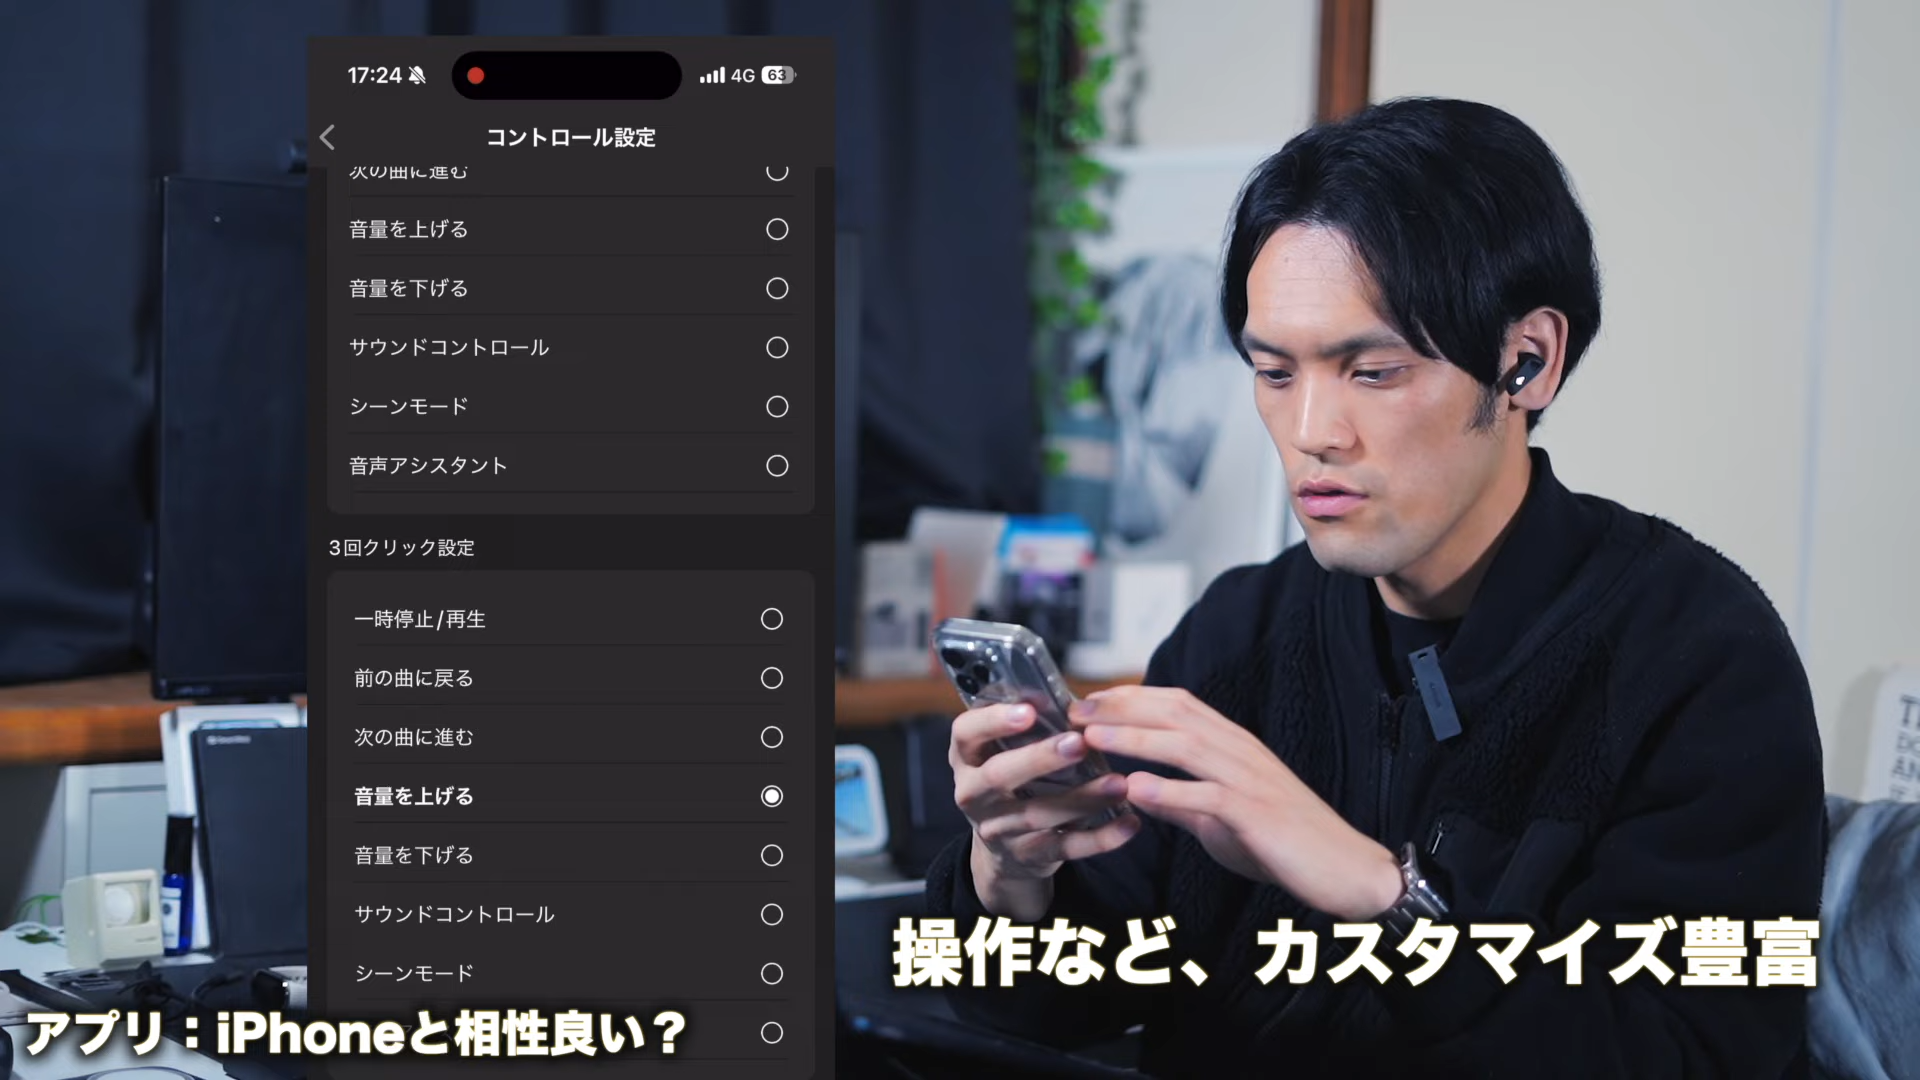 17:24
4G 63
コントロール設定
次の曲に進む
音量を上げる
音量を下げる
サウンドコントロール
シーンモード
音声アシスタント
3回クリック設定
一時停止/再生
前の曲に戻る
次の曲に進む
音量を上げる
音量を下げる
サウンドコントロール
シーンモード
操作など、カスタマイズ豊富
アプリ：iPhoneと相性良い？